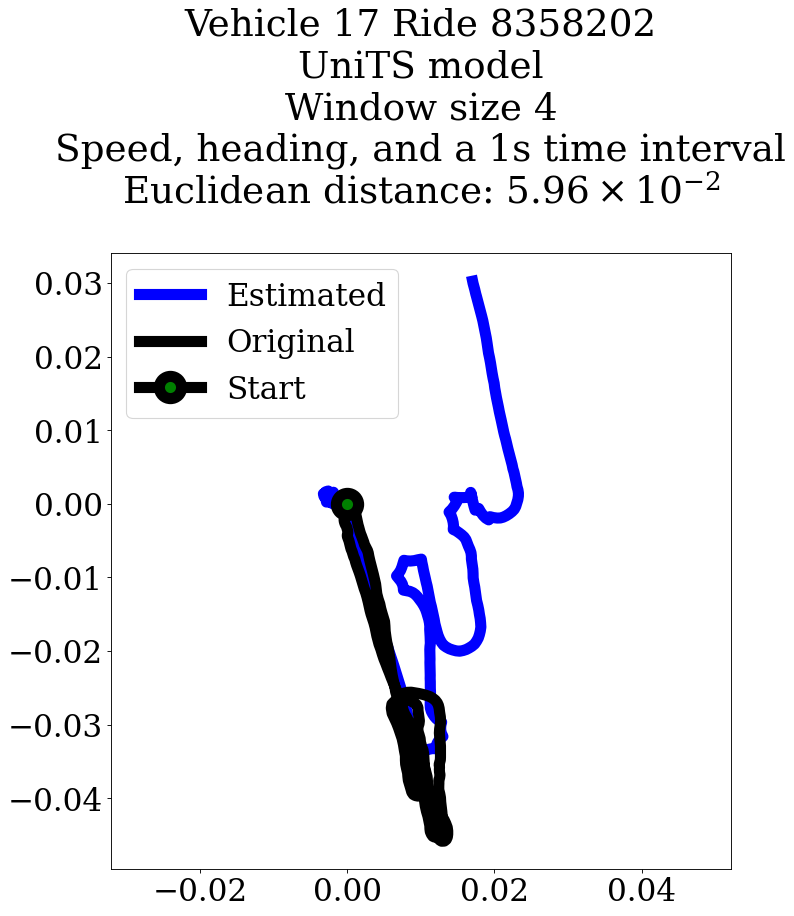 Vehicle 17 Ride 8358202
UniTS model
Window size 4
Speed, heading, and a 1s time interval
Euclidean distance: 5.96 × 10⁻²
Estimated
Original
Start
0.03
0.02
0.01
0.00
−0.01
−0.02
−0.03
−0.04
−0.02
0.00
0.02
0.04